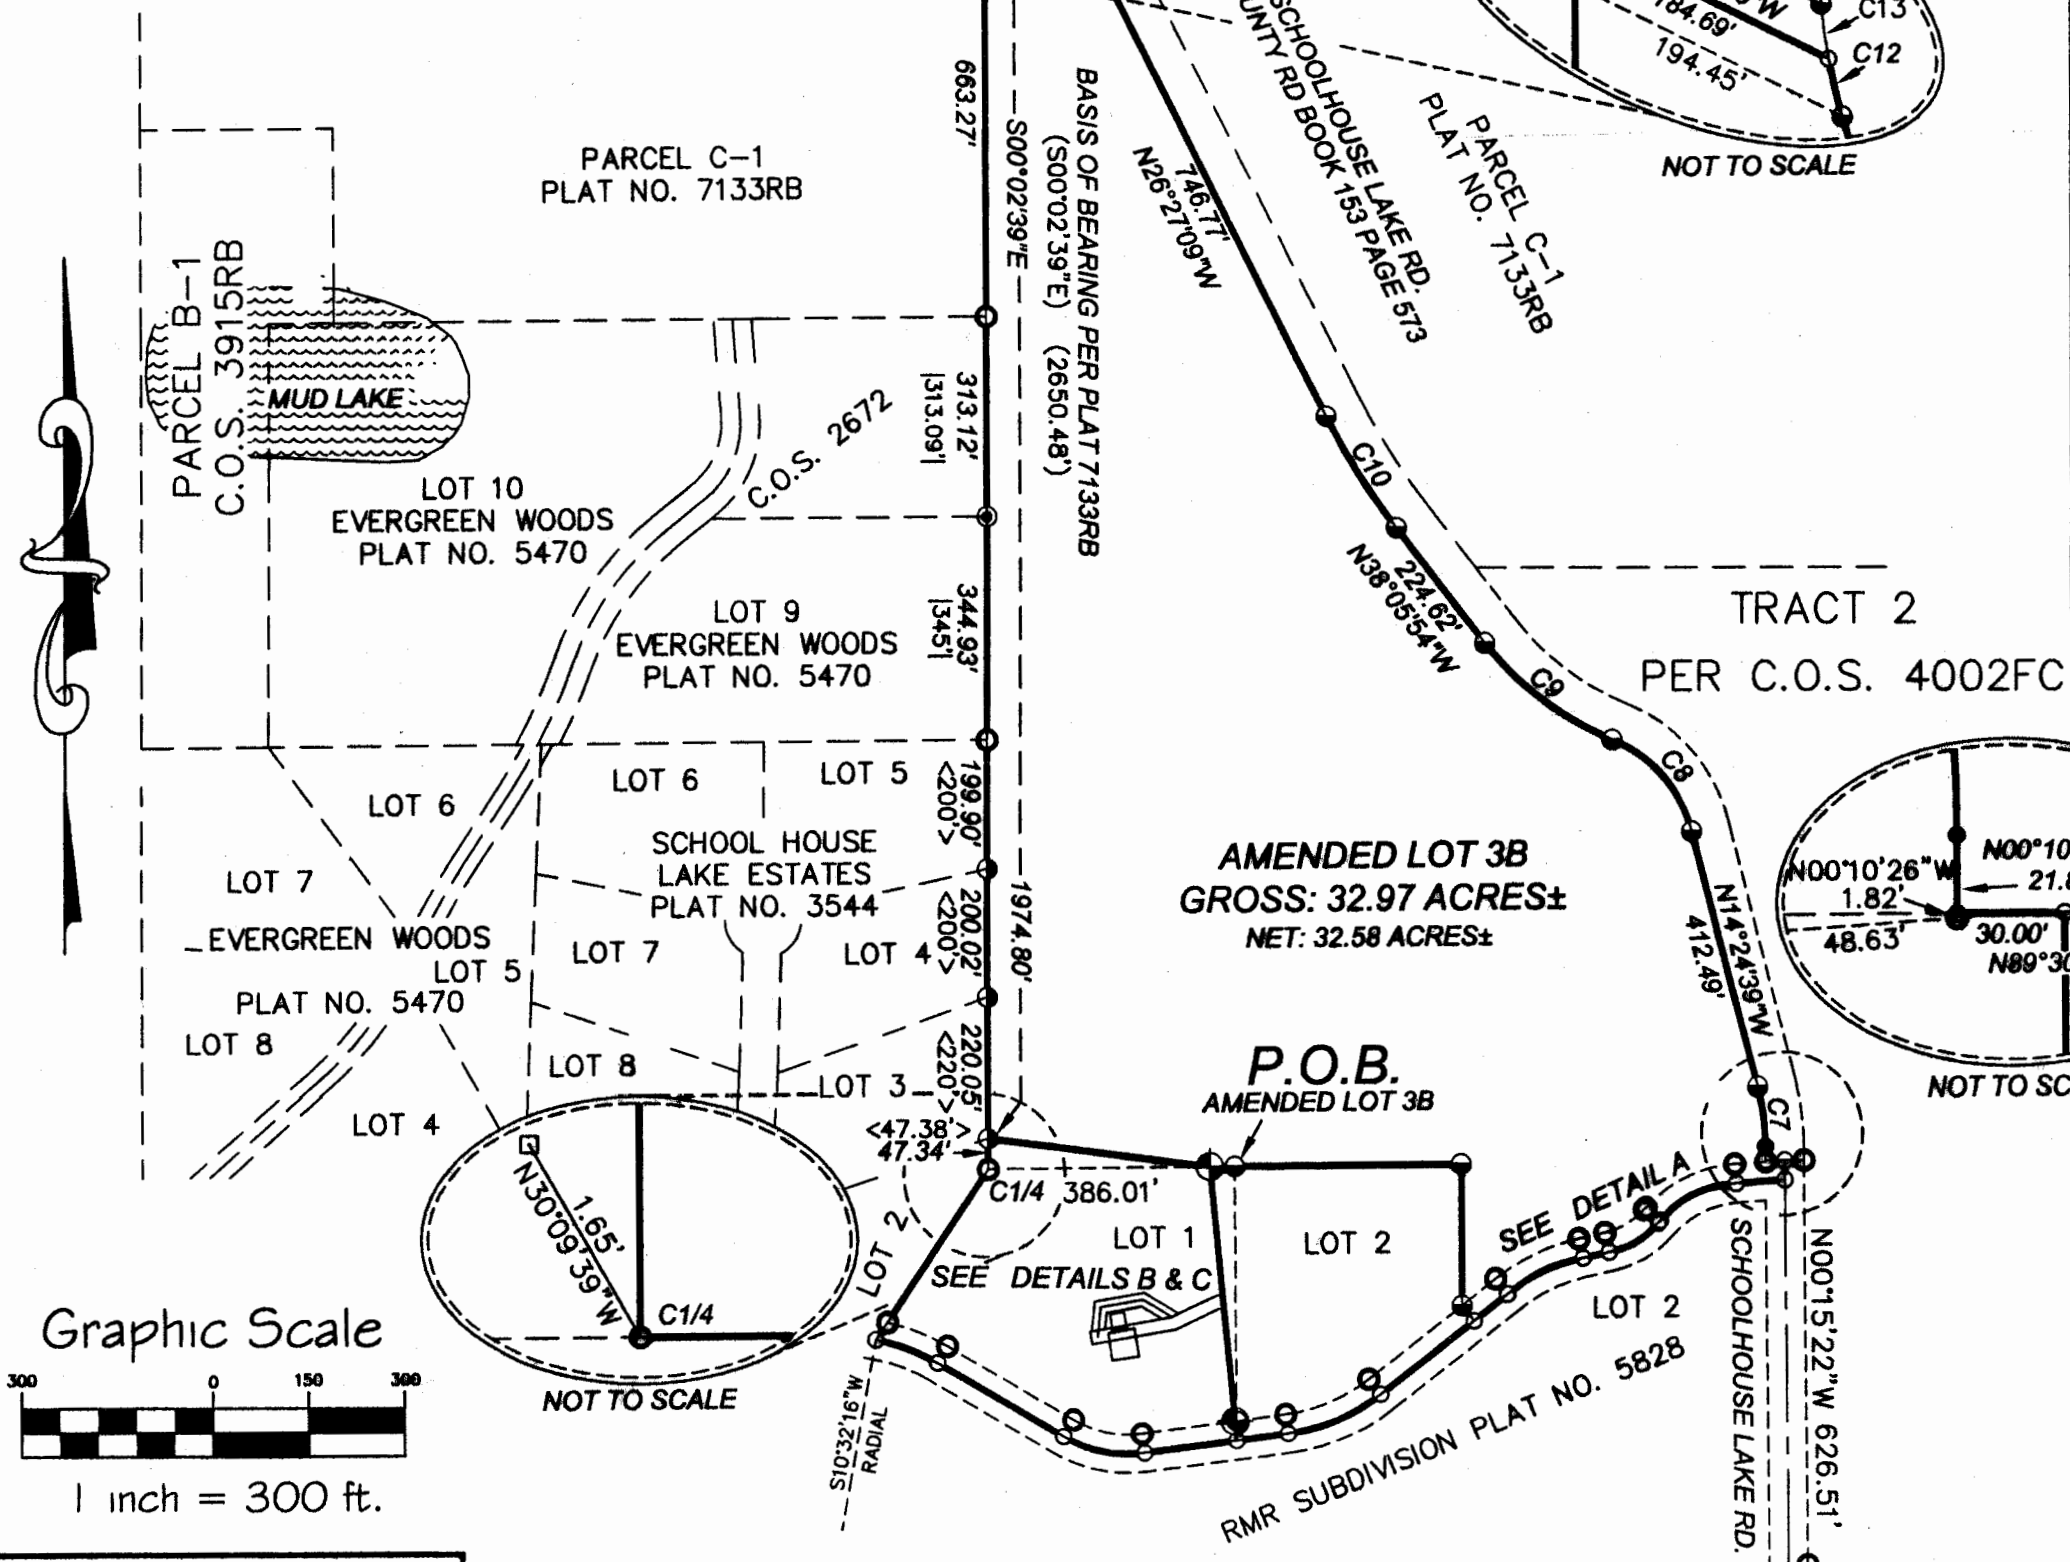 663.27'
S00°02'39"E
1974.80'
BASIS OF BEARING PER PLAT 7133RB
(S00°02'39"E) (2650.48')
SCHOOLHOUSE LAKE RD.
UNTY RD BOOK 153 PAGE 573
746.77'
N26°27'09"W
PARCEL C-1
PLAT NO. 7133RB
184.69'
194.45'
C13
C12
NOT TO SCALE
PARCEL C-1
PLAT NO. 7133RB
PARCEL B-1
C.O.S. 3915RB
MUD LAKE
C.O.S. 2672
313.12'
|313.09'|
LOT 10
EVERGREEN WOODS
PLAT NO. 5470
344.93'
|345'|
LOT 9
EVERGREEN WOODS
PLAT NO. 5470
C10
224.62'
N38°05'54"W
C9
C8
TRACT 2
PER C.O.S. 4002FC
LOT 6
LOT 6
LOT 5
199.90'
<200'>
SCHOOL HOUSE
LAKE ESTATES
PLAT NO. 3544
LOT 7
EVERGREEN WOODS
PLAT NO. 5470
LOT 5
LOT 7
LOT 4
200.02'
<200'>
AMENDED LOT 3B
GROSS: 32.97 ACRES±
NET: 32.58 ACRES±
N14°24'39"W
412.49'
N00°10'26"W
1.82'
48.63'
N00°10
21.8
30.00'
N89°30
NOT TO SC
LOT 8
LOT 8
LOT 3
220.05'
<220'>
LOT 4
<47.38'>
47.34'
P.O.B.
AMENDED LOT 3B
C7
C1/4 386.01'
LOT 1
LOT 2
SEE DETAIL A
LOT 2
SEE DETAILS B & C
1.65'
N30°09'39"W
C1/4
NOT TO SCALE
LOT 2
RMR SUBDIVISION PLAT NO. 5828
SCHOOLHOUSE LAKE RD.
N00°15'22"W 626.51'
S10°32'16"W
RADIAL
Graphic Scale
300 0 150 300
1 inch = 300 ft.